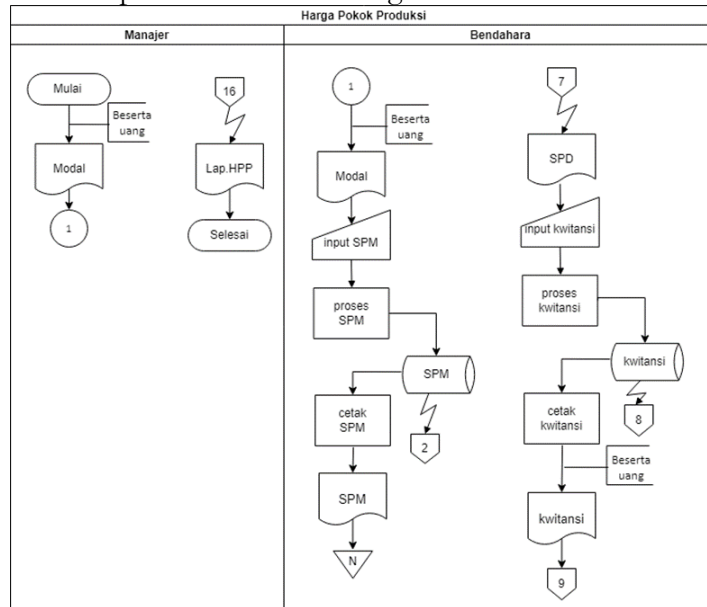 Harga Pokok Produksi
Manajer
Bendahara
Mulai
Beserta
uang
Modal
1
16
Lap.HPP
Selesai
1
Beserta
uang
Modal
input SPM
proses
SPM
SPM
2
cetak
SPM
SPM
N
7
SPD
input kwitansi
proses
kwitansi
kwitansi
8
cetak
kwitansi
Beserta
uang
kwitansi
9